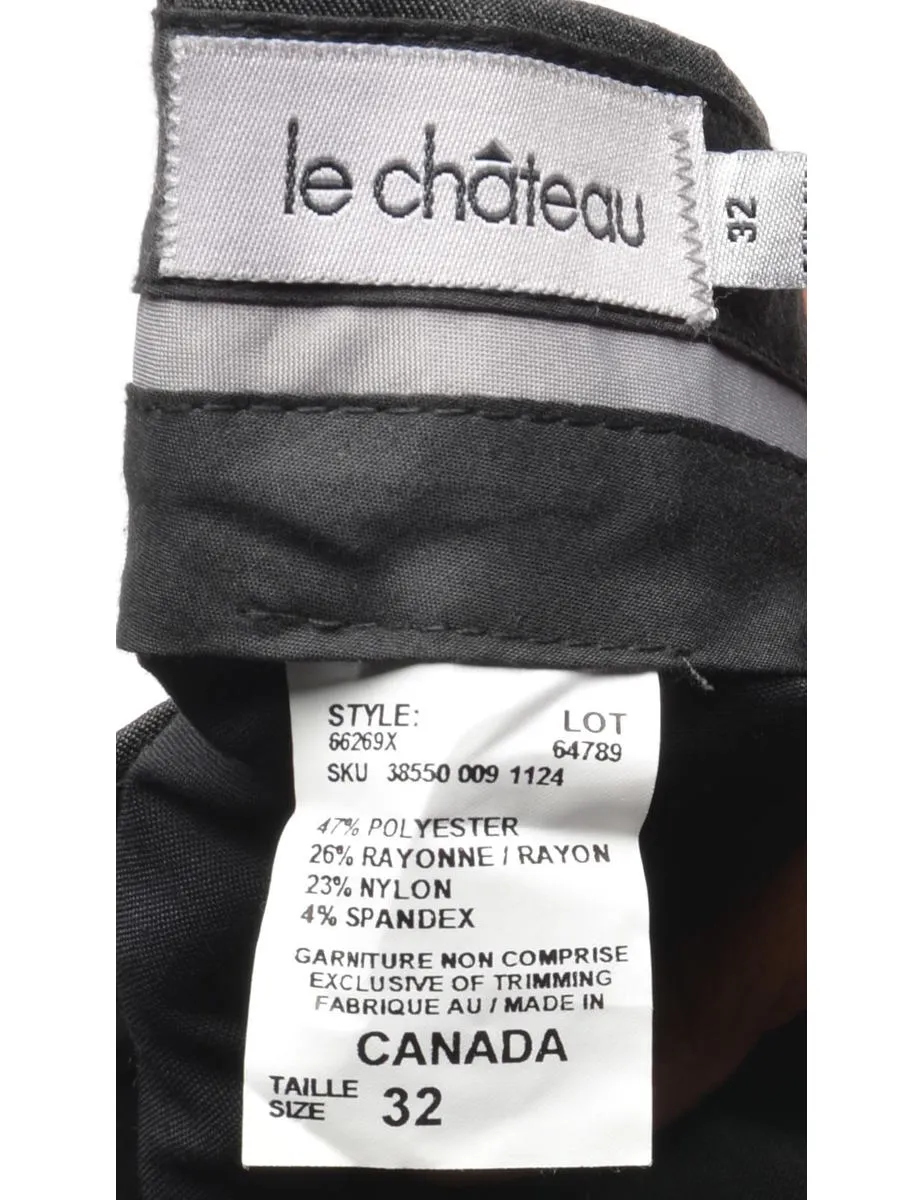 le château
32
STYLE:
66269X
LOT
64789
SKU 38550 009 1124
47% POLYESTER
26% RAYONNE / RAYON
23% NYLON
4% SPANDEX
GARNITURE NON COMPRISE
EXCLUSIVE OF TRIMMING
FABRIQUE AU / MADE IN
CANADA
TAILLE
SIZE 32